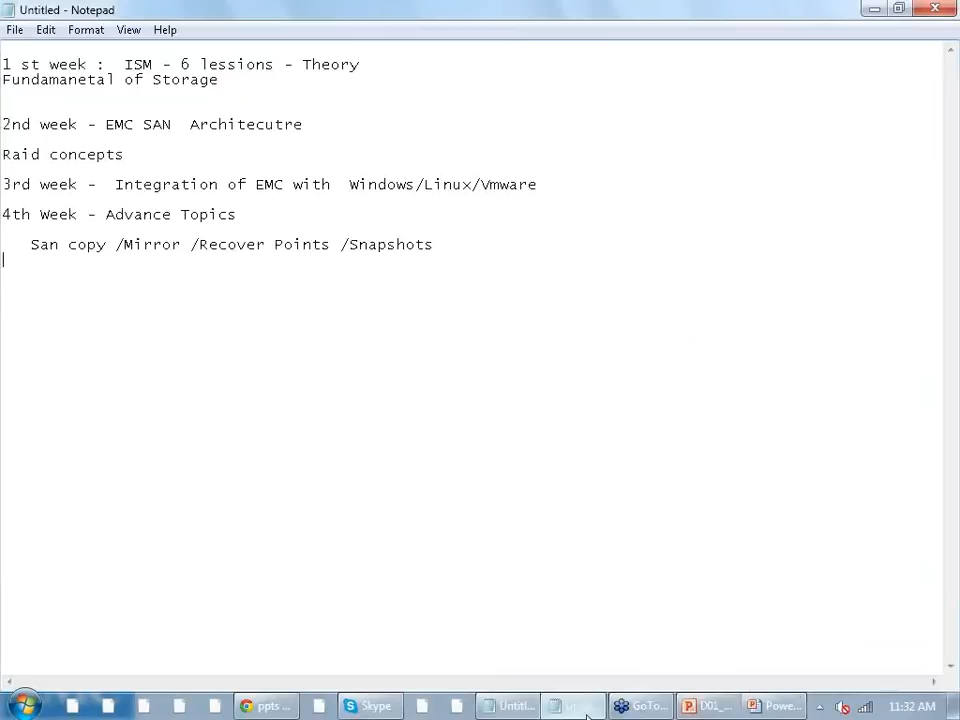 Untitled - Notepad
File Edit Format View Help
1 st week : ISM - 6 lessions - Theory
Fundamanetal of Storage
2nd week - EMC SAN Architecutre
Raid concepts
3rd week - Integration of EMC with Windows/Linux/Vmware
4th Week - Advance Topics
San copy /Mirror /Recover Points /Snapshots
ppts ... Skype Untitl... GoTo... D01_... Powe... 11:32 AM